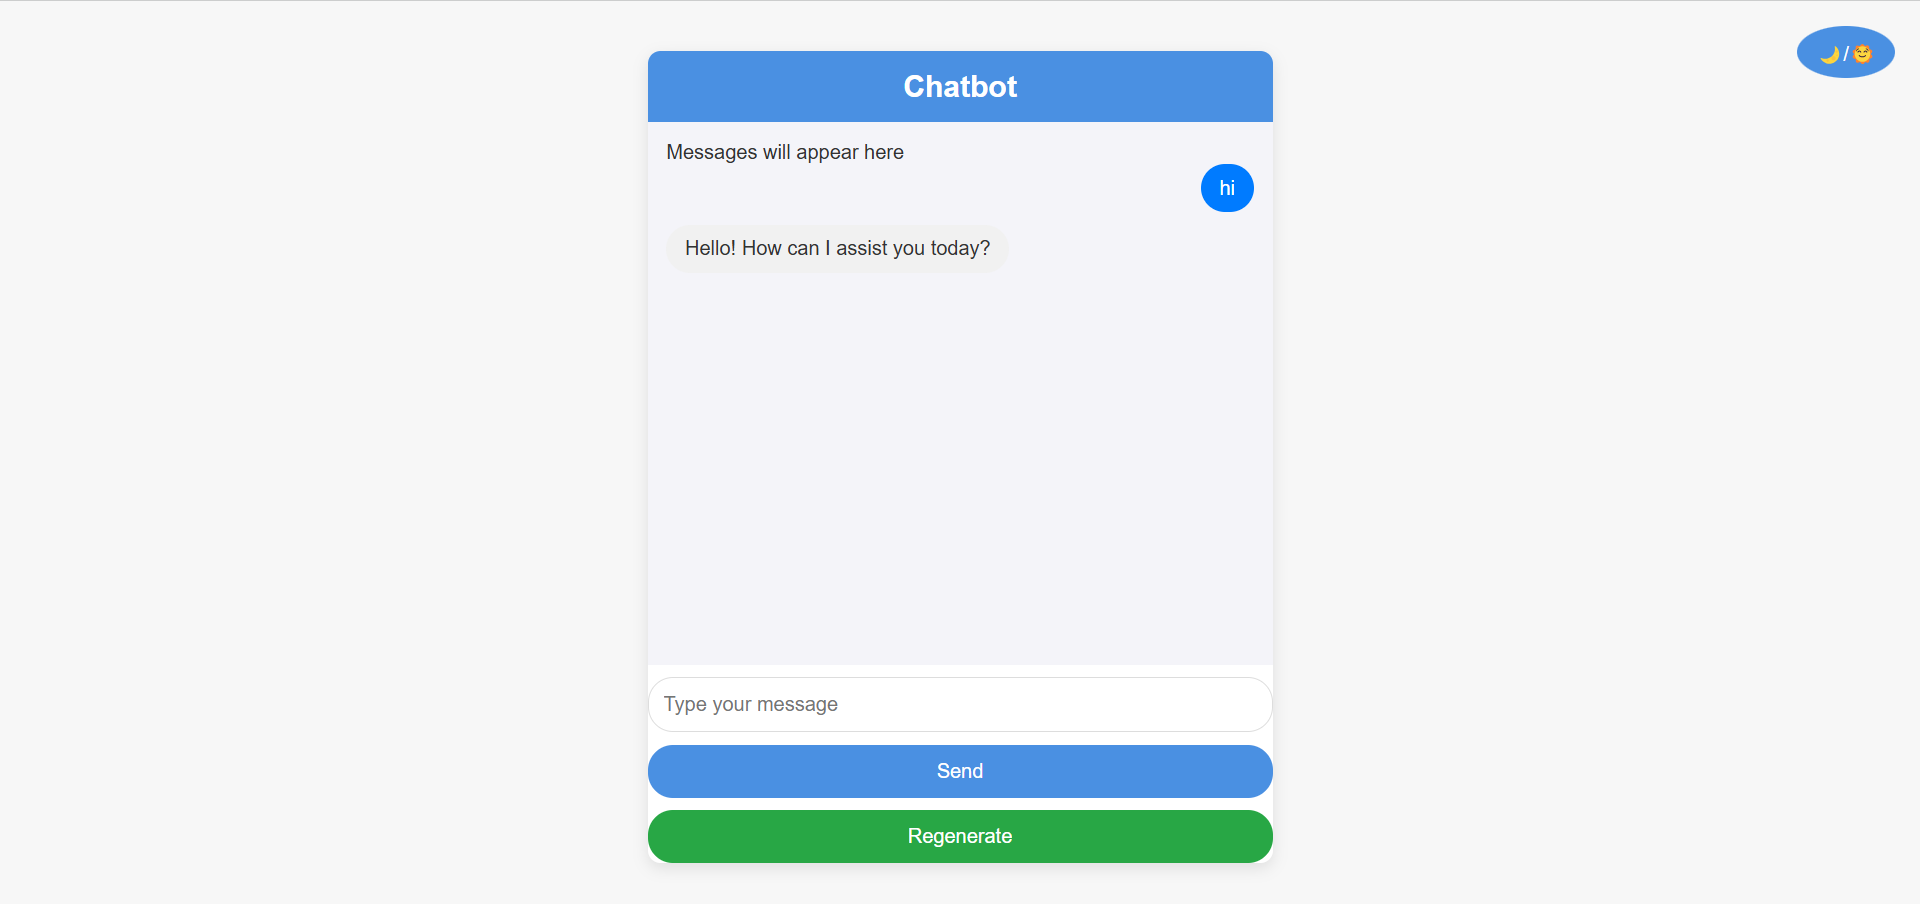 🌙/🌞
Chatbot
Messages will appear here
hi
Hello! How can I assist you today?
Type your message
Send
Regenerate